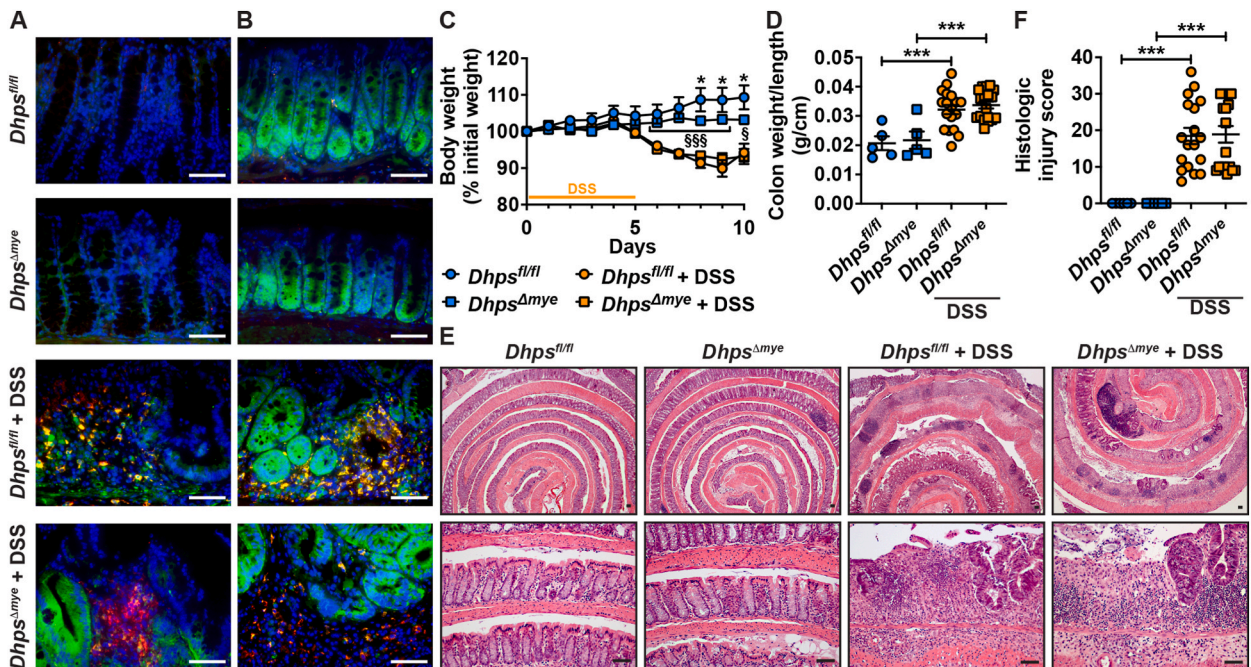 A
B
Dhps^fl/fl
Dhps^Δmye
Dhps^fl/fl + DSS
Dhps^Δmye + DSS
C
Body weight
(% initial weight)
120
110
100
90
80
* * *
§§§ §
DSS
0 5 10
Days
Dhps^fl/fl Dhps^fl/fl + DSS
Dhps^Δmye Dhps^Δmye + DSS
D
Colon weight/length
(g/cm)
0.05
0.04
0.03
0.02
0.01
0.00
***
***
Dhps^fl/fl
Dhps^Δmye
Dhps^fl/fl
Dhps^Δmye
DSS
F
Histologic
injury score
40
30
20
10
0
***
***
Dhps^fl/fl
Dhps^Δmye
Dhps^fl/fl
Dhps^Δmye
DSS
E
Dhps^fl/fl Dhps^Δmye Dhps^fl/fl + DSS Dhps^Δmye + DSS